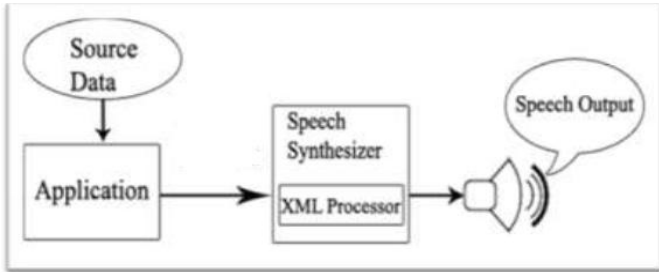 Source
Data
Application
Speech
Synthesizer
XML Processor
Speech Output